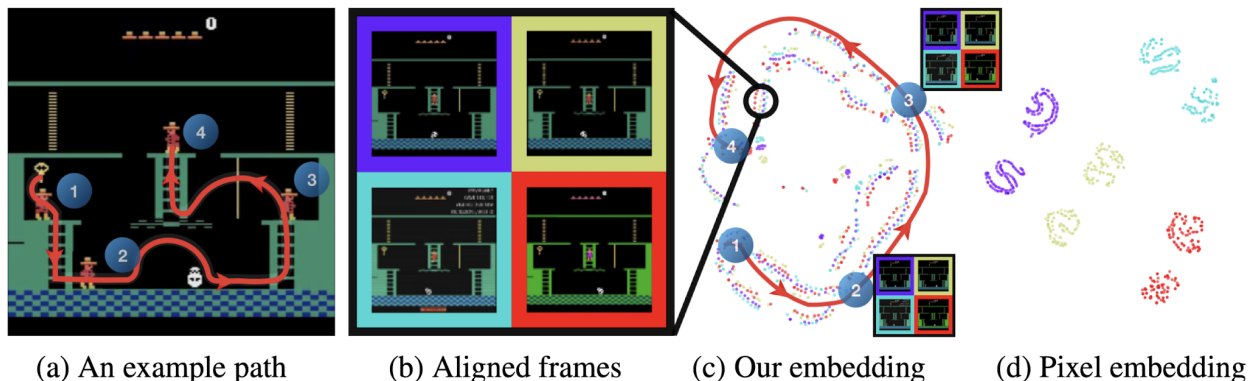 0
1
2
3
4
1
2
3
4
(a) An example path
(b) Aligned frames
(c) Our embedding
(d) Pixel embedding